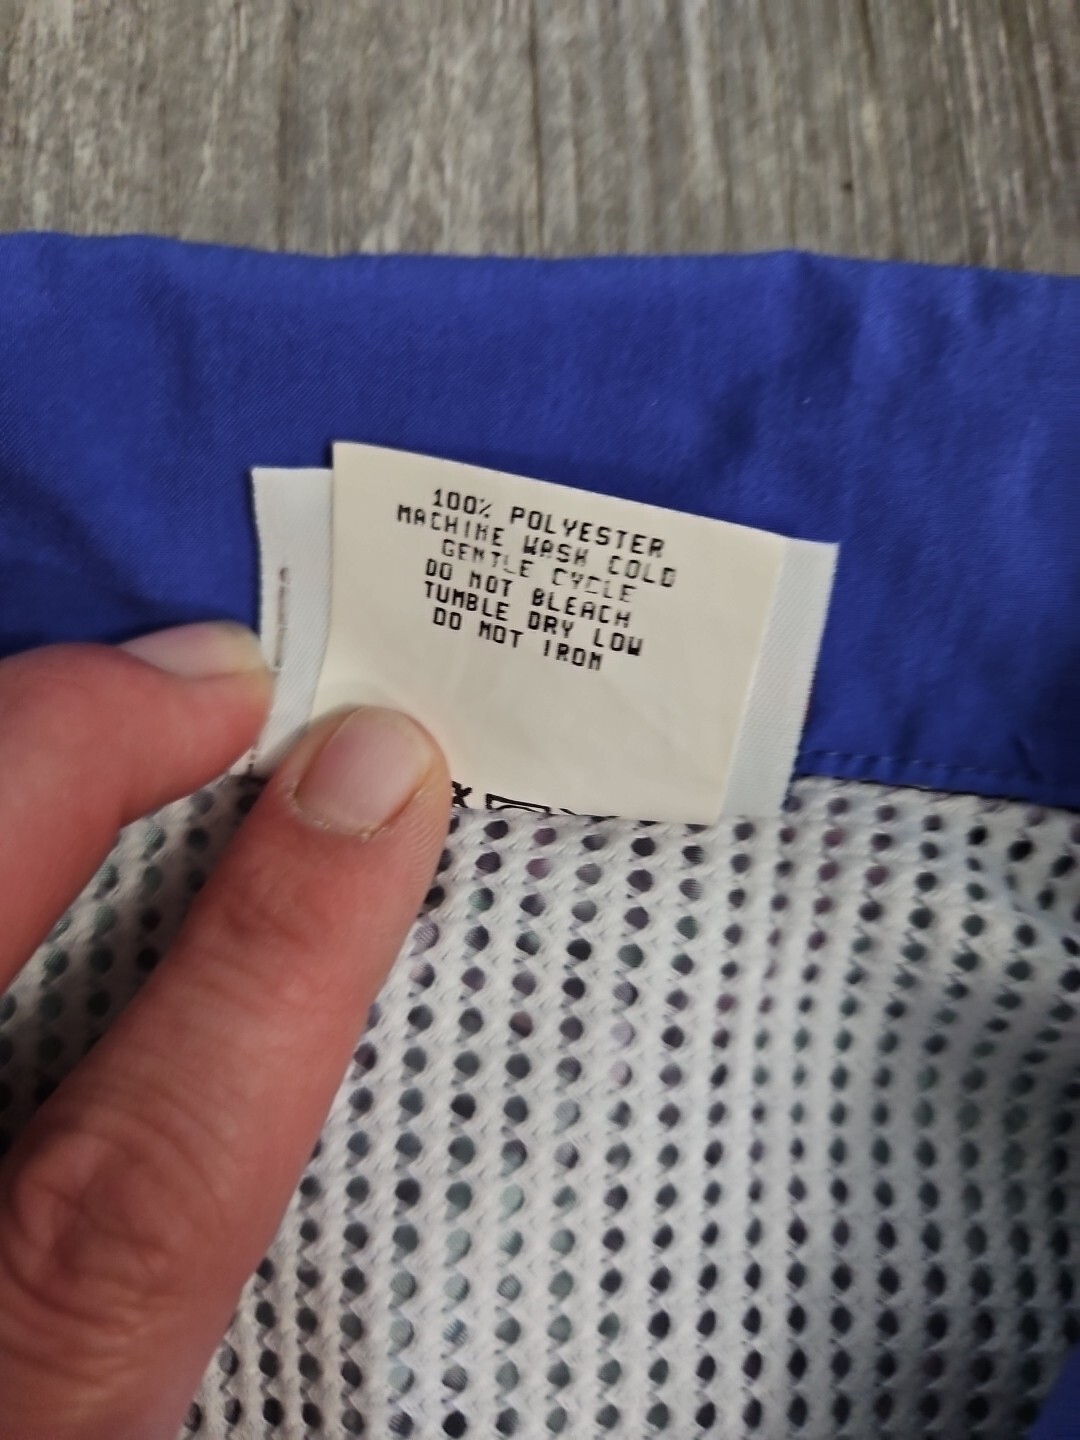 100% POLYESTER
MACHINE WASH COLD
GENTLE CYCLE
DO NOT BLEACH
TUMBLE DRY LOW
DO NOT IRON